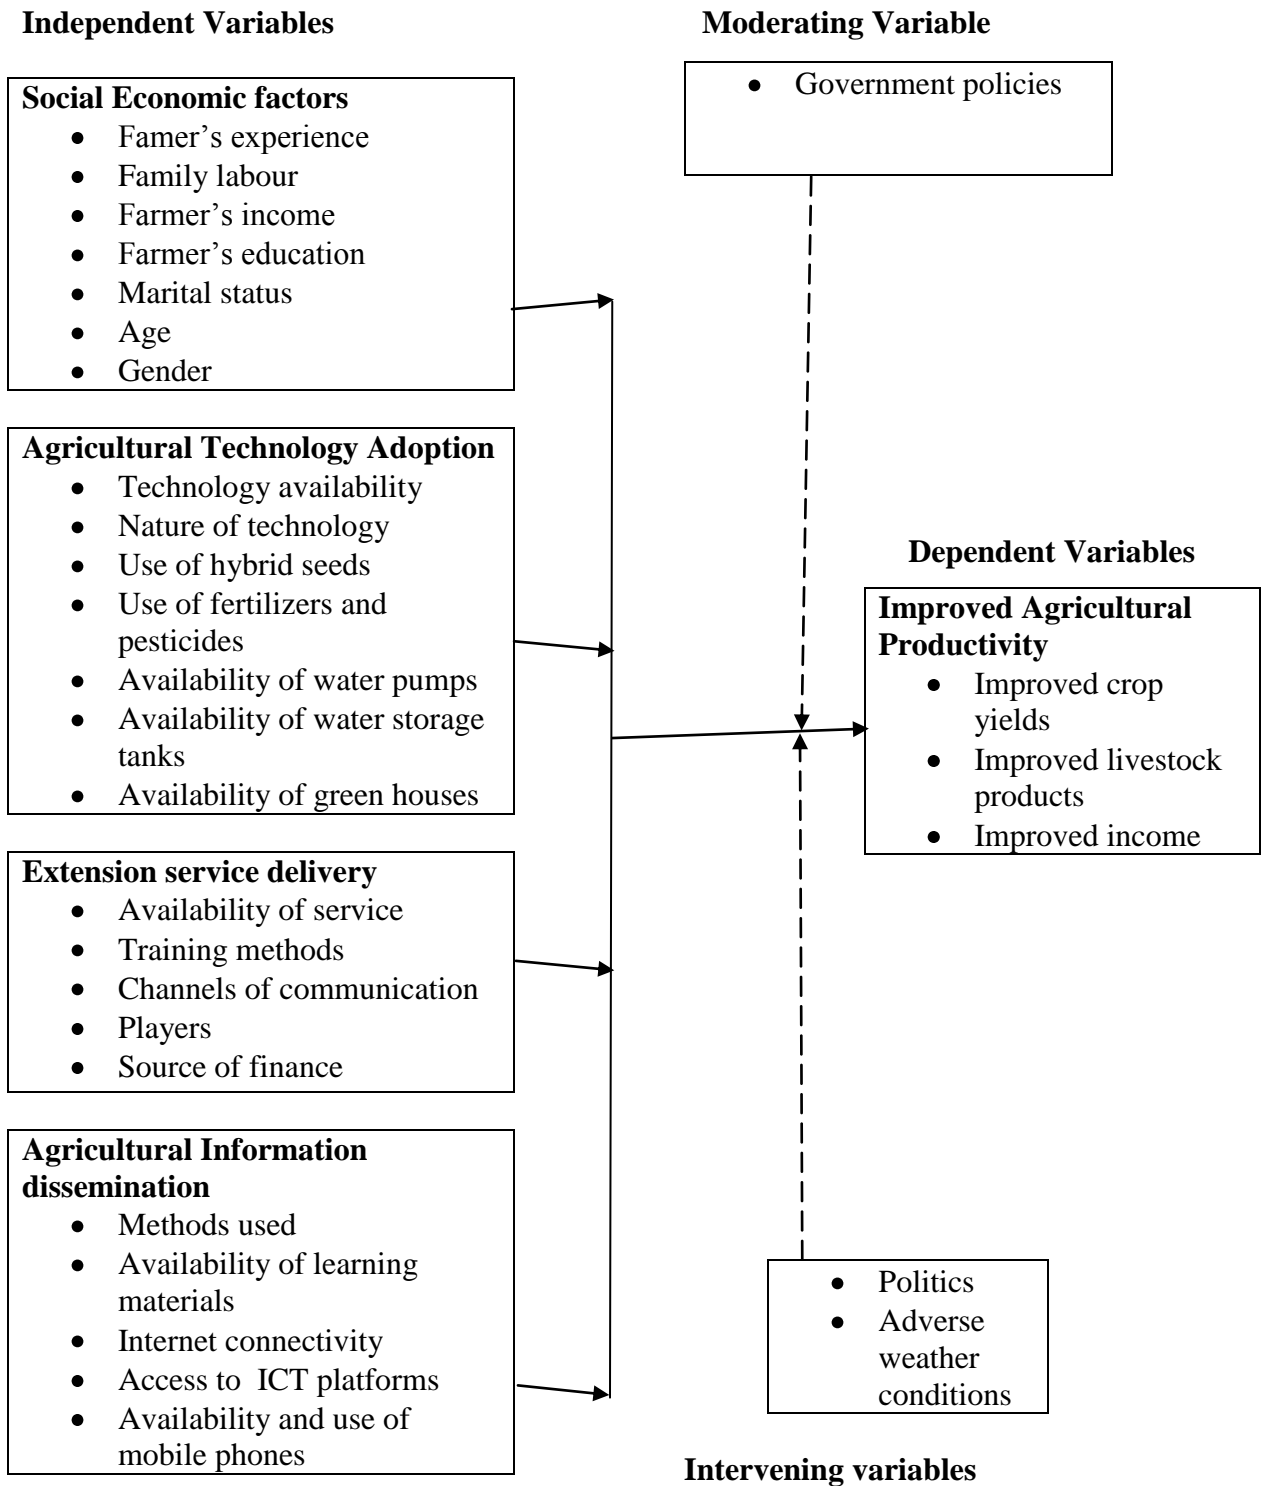 Independent Variables
Moderating Variable
• Government policies
Social Economic factors
• Famer’s experience
• Family labour
• Farmer’s income
• Farmer’s education
• Marital status
• Age
• Gender
Agricultural Technology Adoption
• Technology availability
• Nature of technology
• Use of hybrid seeds
• Use of fertilizers and
pesticides
• Availability of water pumps
• Availability of water storage
tanks
• Availability of green houses
Dependent Variables
Improved Agricultural
Productivity
• Improved crop
yields
• Improved livestock
products
• Improved income
Extension service delivery
• Availability of service
• Training methods
• Channels of communication
• Players
• Source of finance
Agricultural Information
dissemination
• Methods used
• Availability of learning
materials
• Internet connectivity
• Access to ICT platforms
• Availability and use of
mobile phones
• Politics
• Adverse
weather
conditions
Intervening variables